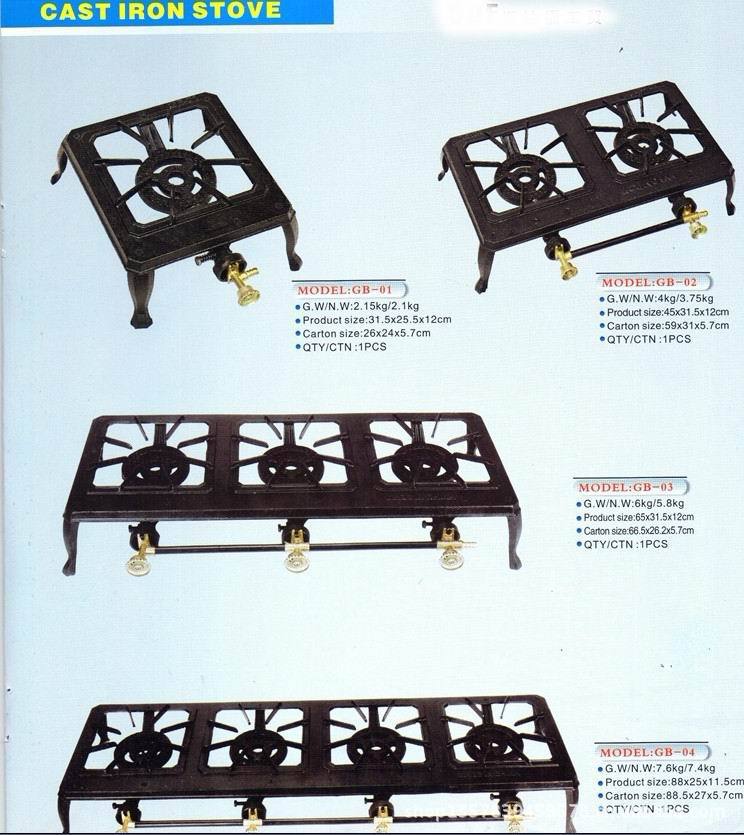 CAST IRON STOVE
MODEL:GB-01
G.W/N.W:2.15kg/2.1kg
Product size:31.5x25.5x12cm
Carton size:26x24x5.7cm
QTY/CTN :1PCS
MODEL:GB-02
G.W/N.W:4kg/3.75kg
Product size:45x31.5x12cm
Carton size:59x31x5.7cm
QTY/CTN :1PCS
MODEL:GB-03
G.W/N.W:6kg/5.8kg
Product size:65x31.5x12cm
Carton size:66.5x26.2x5.7cm
QTY/CTN :1PCS
MODEL:GB-04
G.W/N.W:7.6kg/7.4kg
Product size:88x25x11.5cm
Carton size:88.5x27x5.7cm
QTY/CTN :1PCS